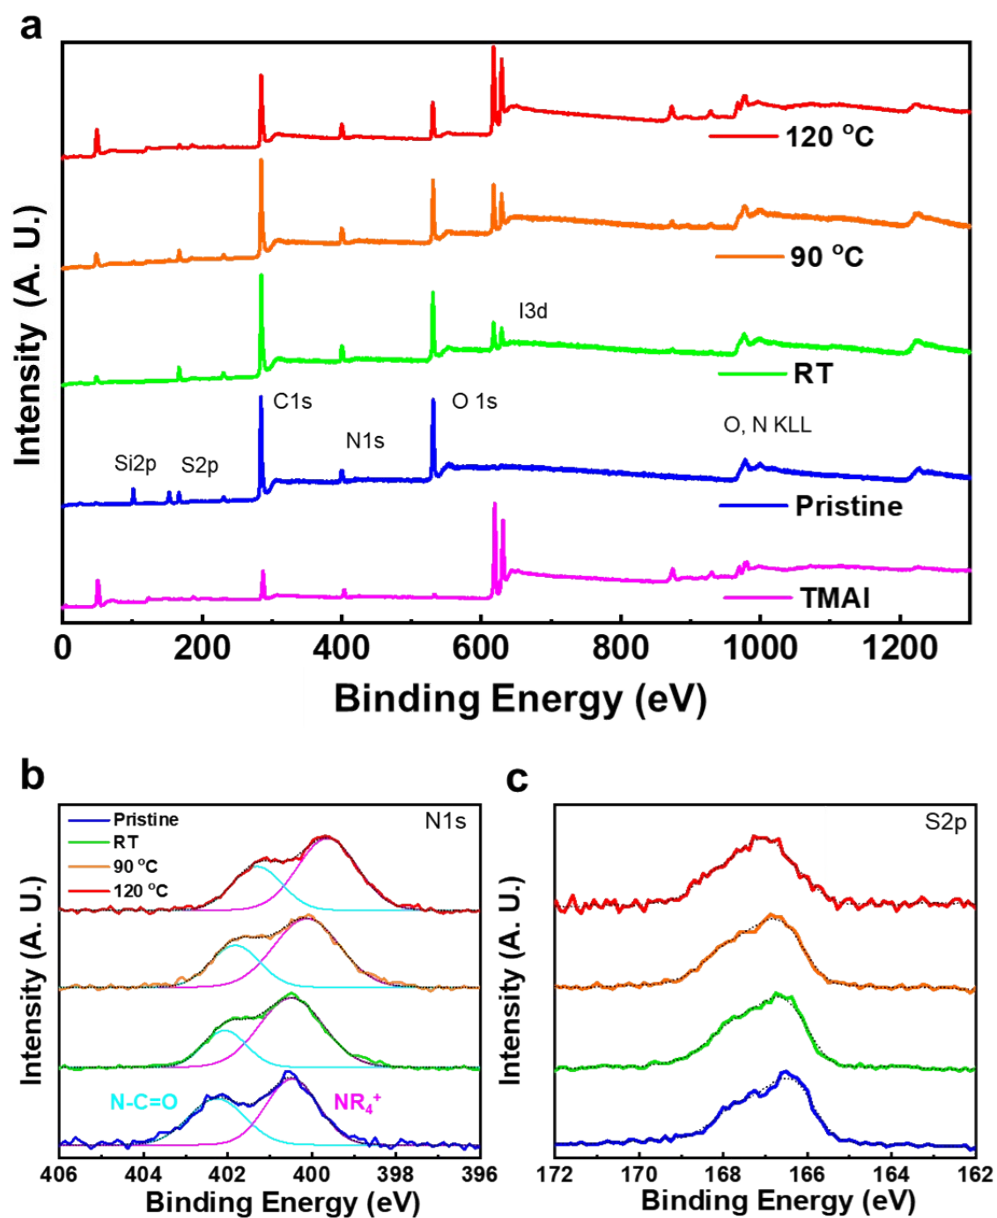 a
Intensity (A. U.)
120 °C
90 °C
I3d
RT
C1s
O 1s
N1s
O, N KLL
Si2p
S2p
Pristine
TMAI
0 200 400 600 800 1000 1200
Binding Energy (eV)
b
Intensity (A. U.)
Pristine
RT
90 °C
120 °C
N1s
N-C=O
NR₄⁺
406 404 402 400 398 396
Binding Energy (eV)
c
Intensity (A. U.)
S2p
172 170 168 166 164 162
Binding Energy (eV)